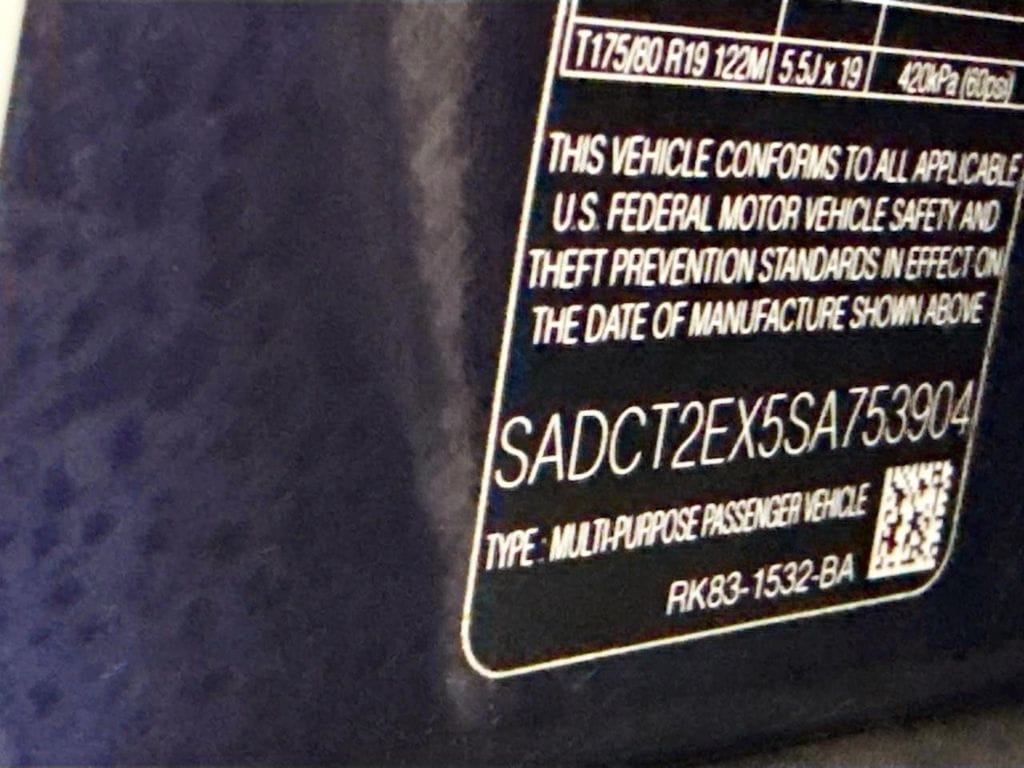 T175/80 R19 122M 5.5J x 19 420kPa (60psi)
THIS VEHICLE CONFORMS TO ALL APPLICABLE
U.S. FEDERAL MOTOR VEHICLE SAFETY AND
THEFT PREVENTION STANDARDS IN EFFECT ON
THE DATE OF MANUFACTURE SHOWN ABOVE
SADCT2EX5SA753904
TYPE : MULTI-PURPOSE PASSENGER VEHICLE
RK83-1532-BA